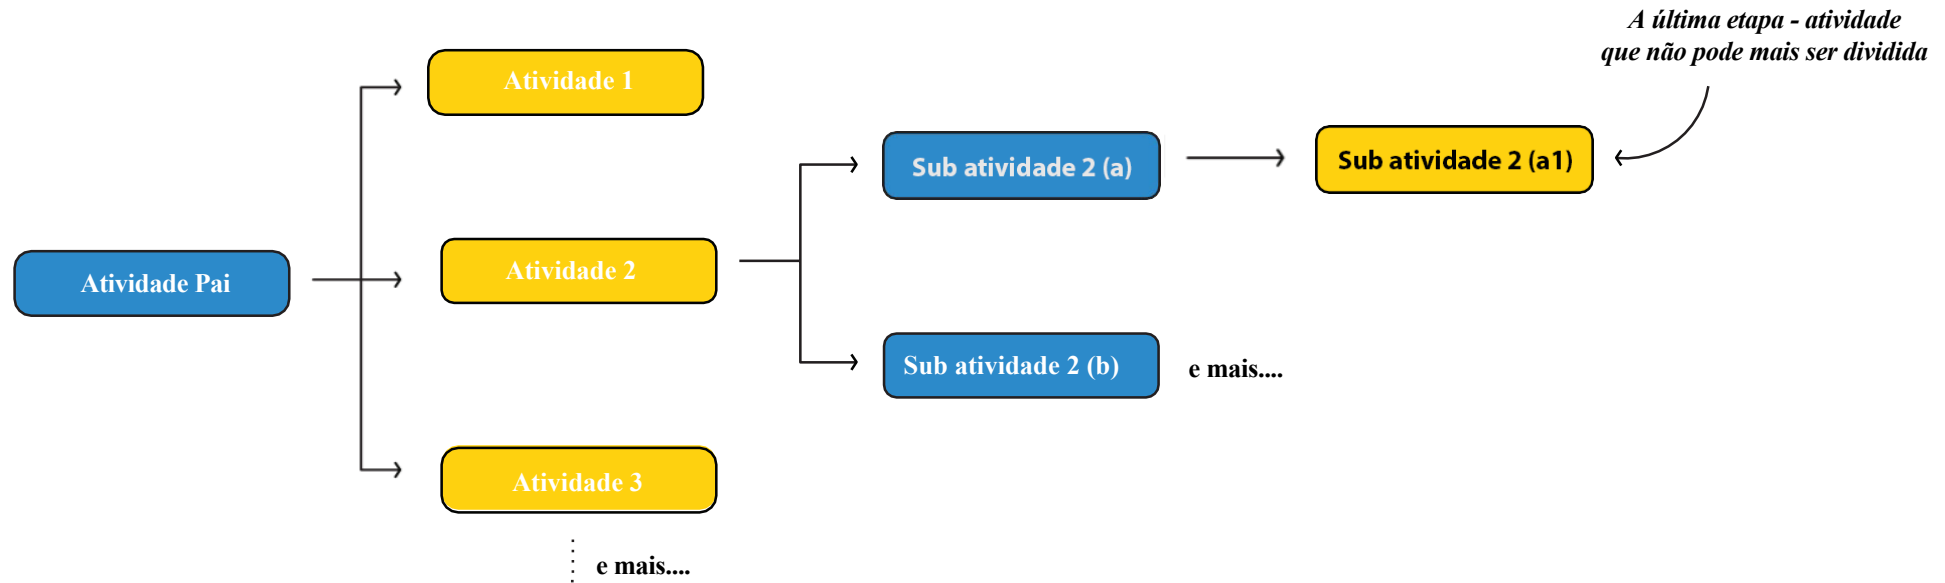 A última etapa - atividade
que não pode mais ser dividida
Atividade 1
Sub atividade 2 (a)
Sub atividade 2 (a1)
Atividade Pai
Atividade 2
Sub atividade 2 (b)
e mais....
Atividade 3
e mais....